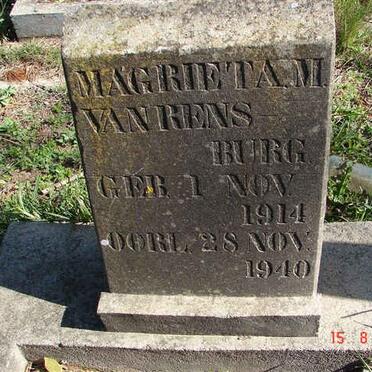 MAGRIETA. M.
VAN RENS-
BURG
GEB. 1 NOV.
1914
OORL. 28 NOV.
1940
15 8